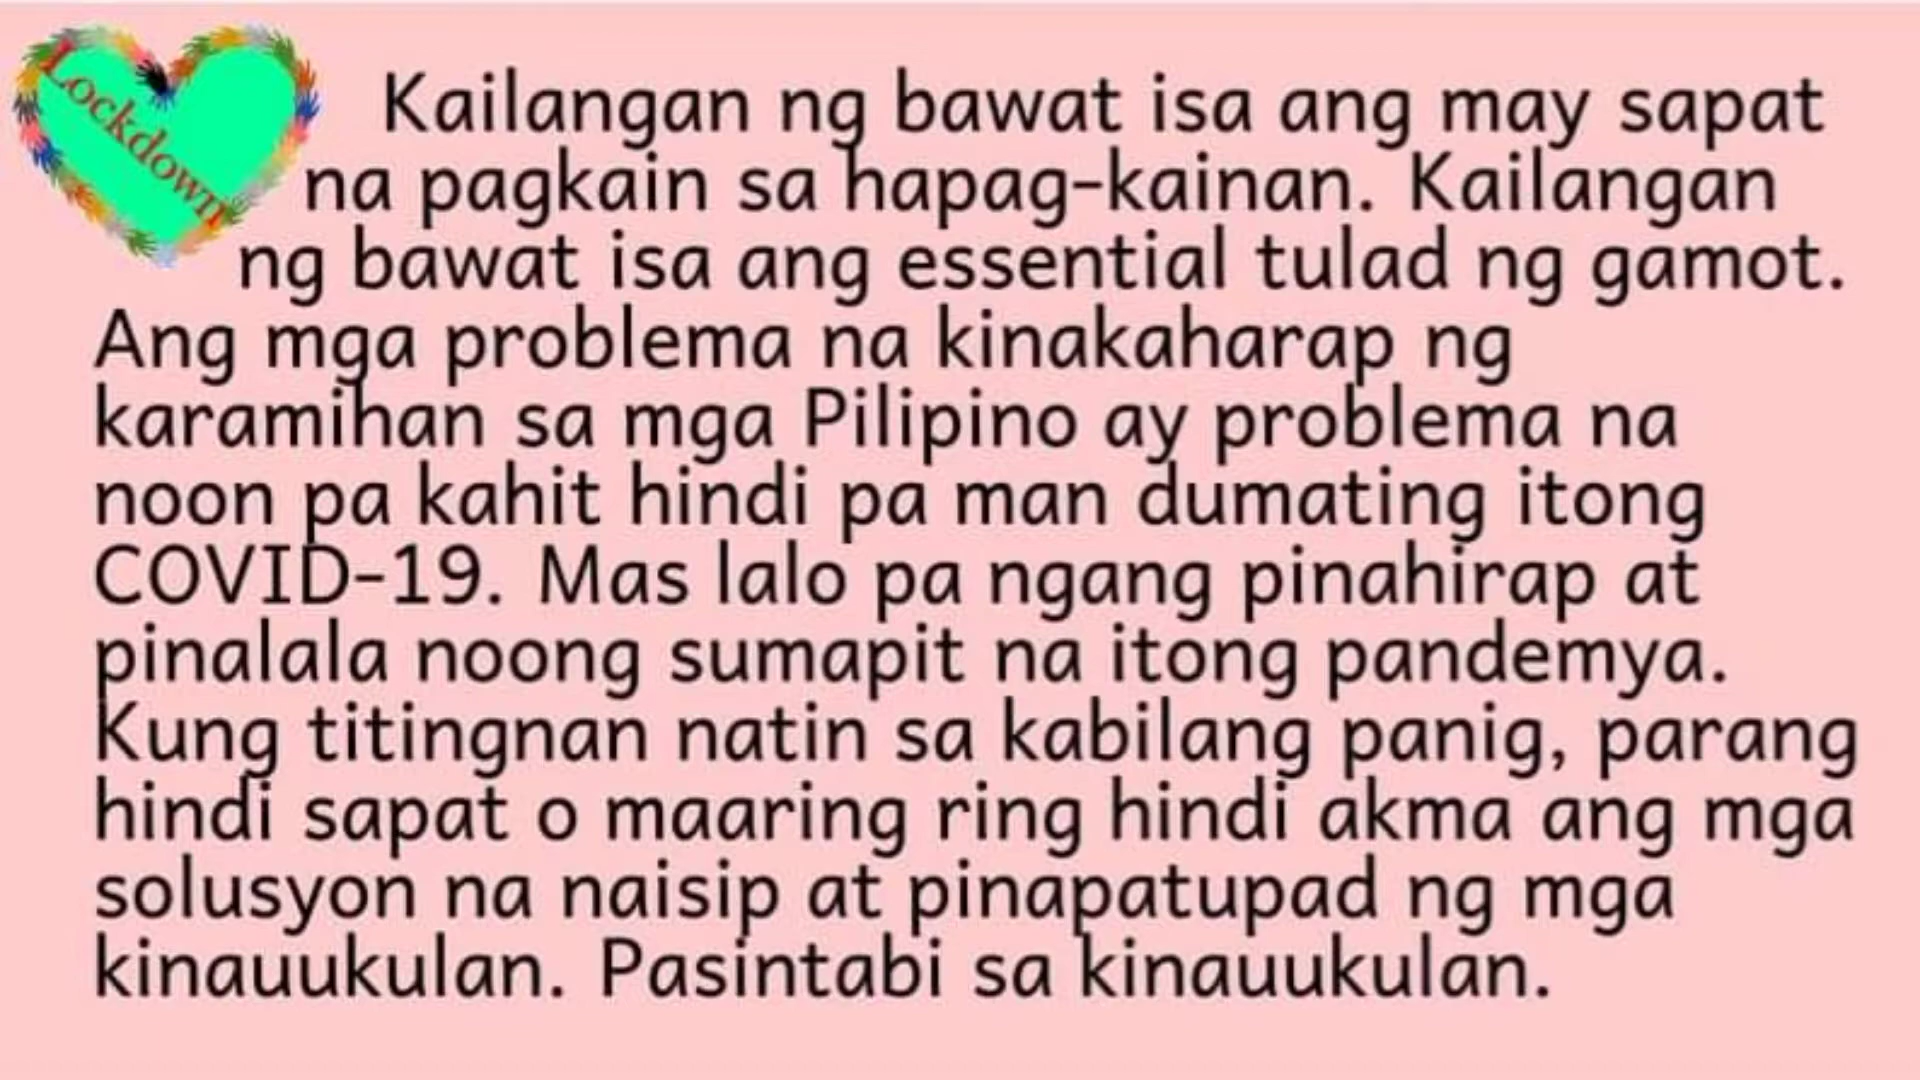 Lockdown
Kailangan ng bawat isa ang may sapat
na pagkain sa hapag-kainan. Kailangan
ng bawat isa ang essential tulad ng gamot.
Ang mga problema na kinakaharap ng
karamihan sa mga Pilipino ay problema na
noon pa kahit hindi pa man dumating itong
COVID-19. Mas lalo pa ngang pinahirap at
pinalala noong sumapit na itong pandemya.
Kung titingnan natin sa kabilang panig, parang
hindi sapat o maaring ring hindi akma ang mga
solusyon na naisip at pinapatupad ng mga
kinauukulan. Pasintabi sa kinauukulan.